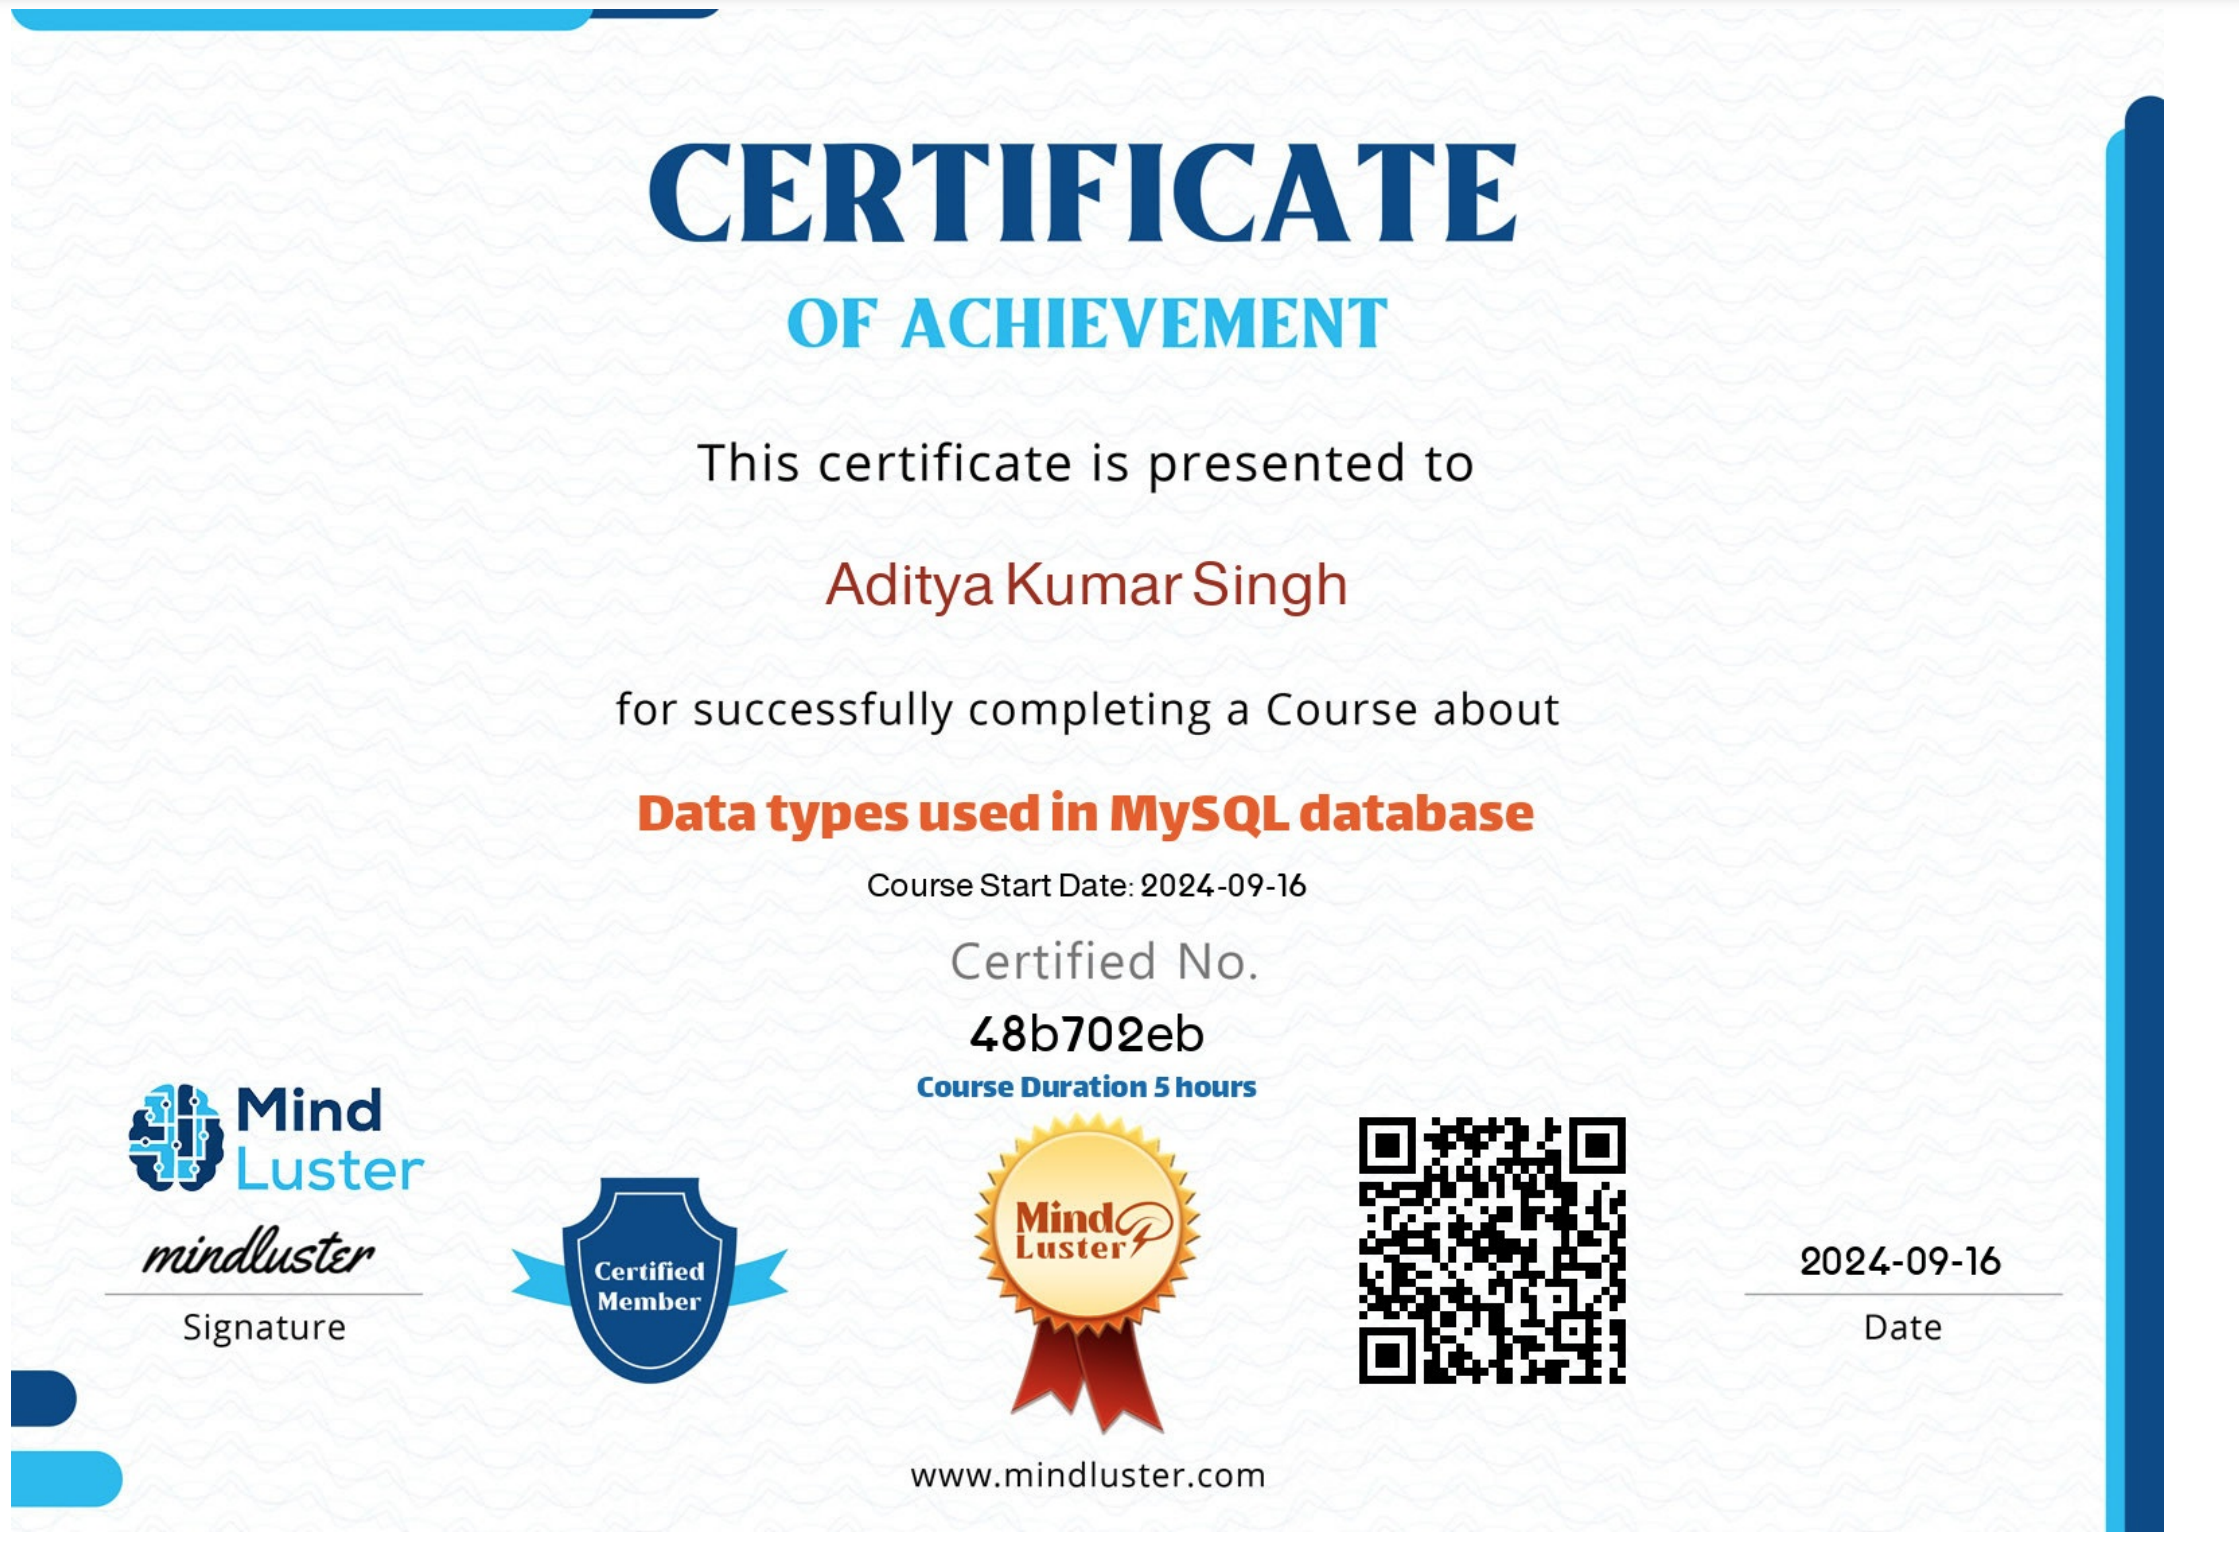 CERTIFICATE
OF ACHIEVEMENT
This certificate is presented to
Aditya Kumar Singh
for successfully completing a Course about
Data types used in MySQL database
Course Start Date: 2024-09-16
Certified No.
48b702eb
Course Duration 5 hours
Mind
Luster
mindluster
Signature
Certified
Member
Mind
Luster
2024-09-16
Date
www.mindluster.com